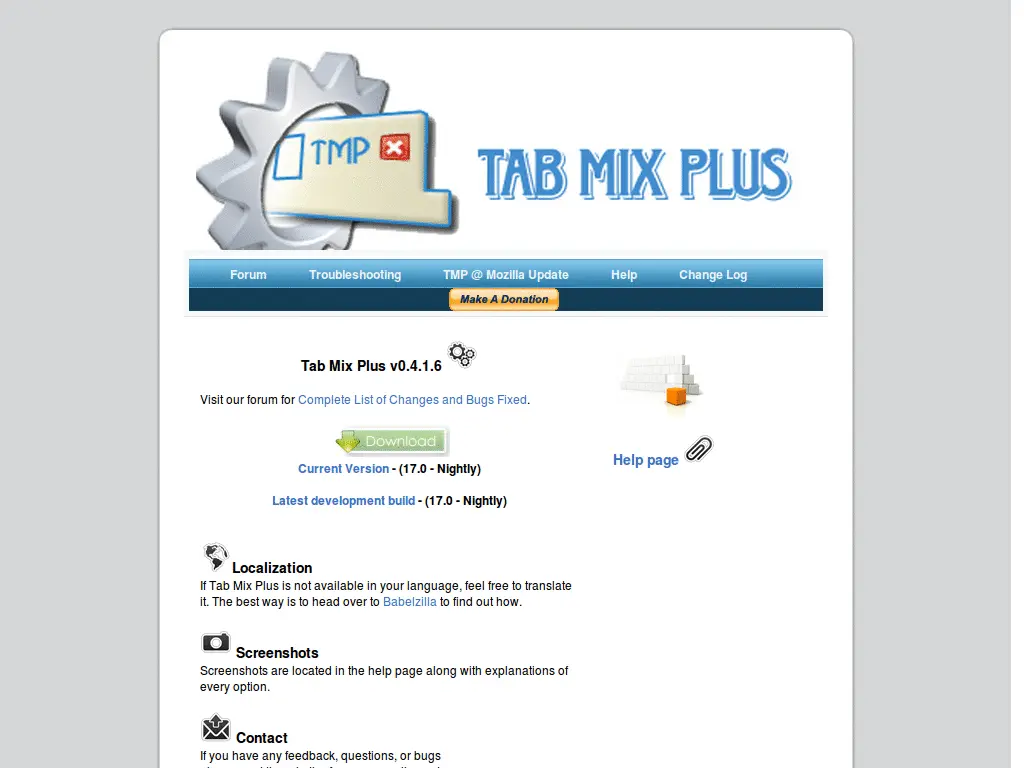 TMP
TAB MIX PLUS
Forum Troubleshooting TMP @ Mozilla Update Help Change Log
Make A Donation
Tab Mix Plus v0.4.1.6
Visit our forum for Complete List of Changes and Bugs Fixed.
Download
Current Version - (17.0 - Nightly)
Latest development build - (17.0 - Nightly)
Help page
Localization
If Tab Mix Plus is not available in your language, feel free to translate
it. The best way is to head over to Babelzilla to find out how.
Screenshots
Screenshots are located in the help page along with explanations of
every option.
Contact
If you have any feedback, questions, or bugs